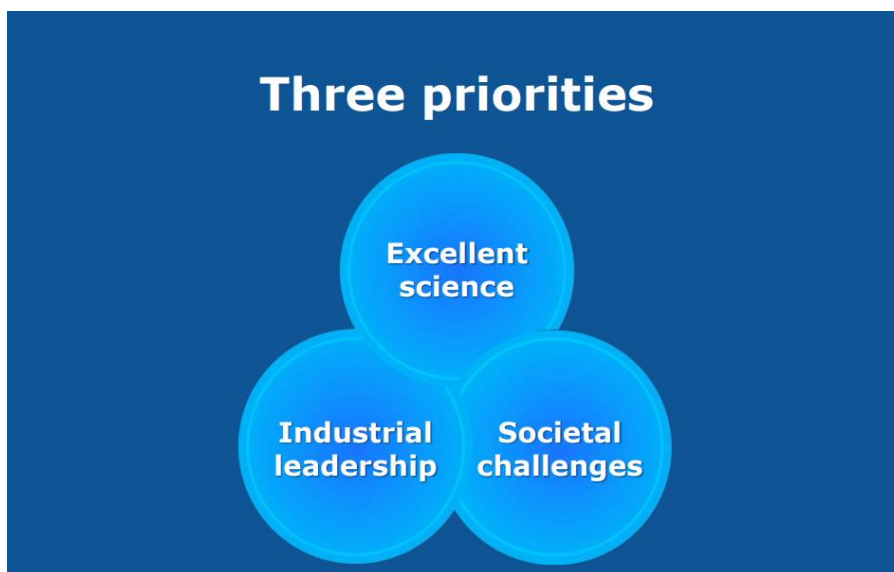 Three priorities
Excellent
science
Industrial
leadership
Societal
challenges